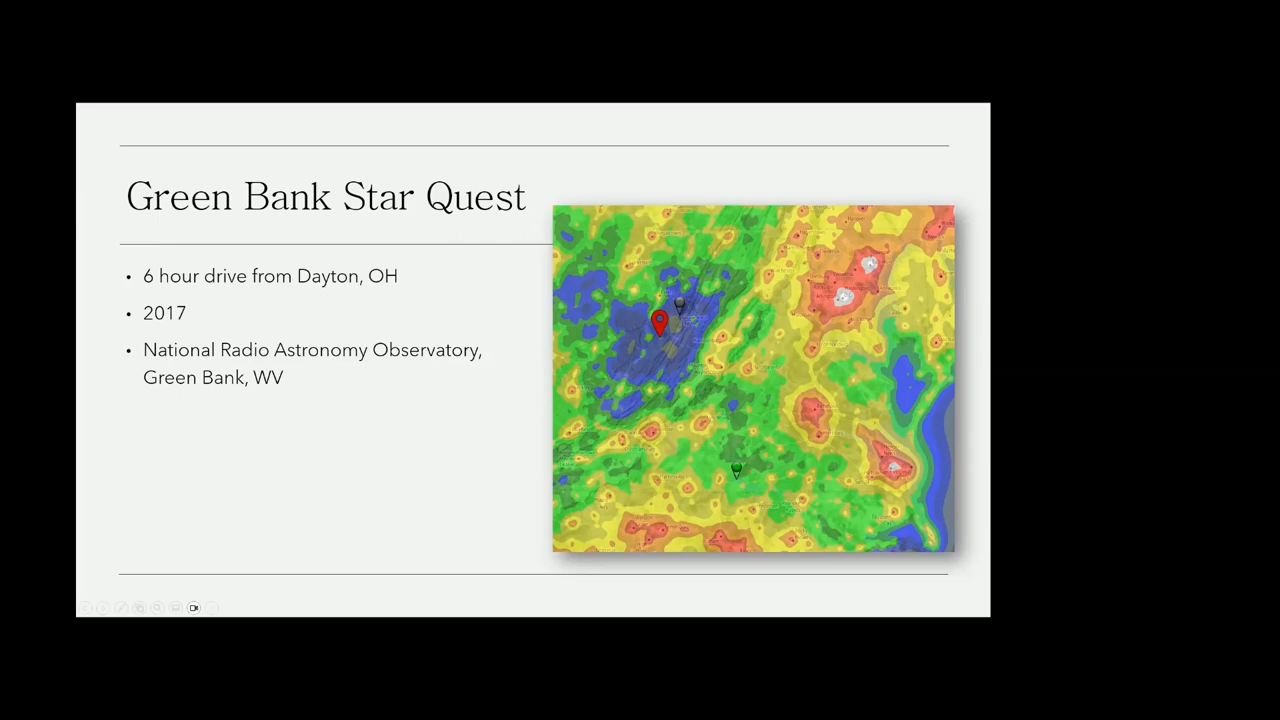 Green Bank Star Quest
• 6 hour drive from Dayton, OH
• 2017
• National Radio Astronomy Observatory,
Green Bank, WV